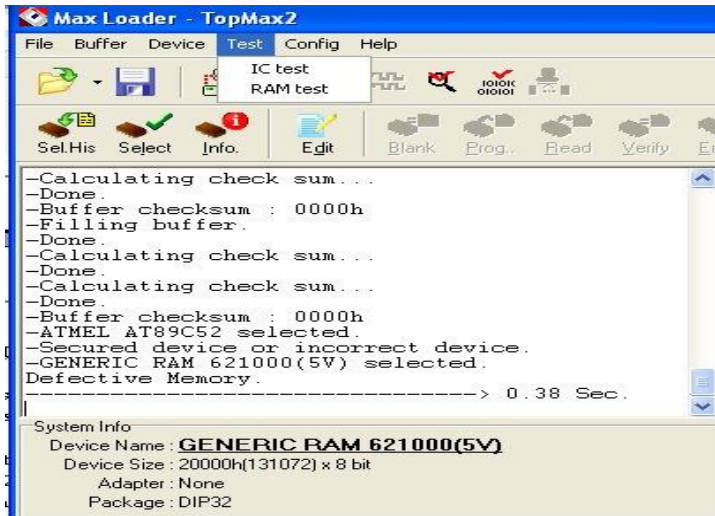 Max Loader - TopMax2
File Buffer Device Test Config Help
IC test
RAM test
Sel.His Select Info. Edit Blank Prog.. Read Verify
-Calculating check sum...
-Done.
-Buffer checksum : 0000h
-Filling buffer.
-Done.
-Calculating check sum...
-Done.
-Calculating check sum...
-Done.
-Buffer checksum : 0000h
-ATMEL AT89C52 selected.
-Secured device or incorrect device.
-GENERIC RAM 621000(5V) selected.
Defective Memory.
----------------------------------> 0.38 Sec.
System Info
Device Name : GENERIC RAM 621000(5V)
Device Size : 20000h(131072) x 8 bit
Adapter : None
Package : DIP32